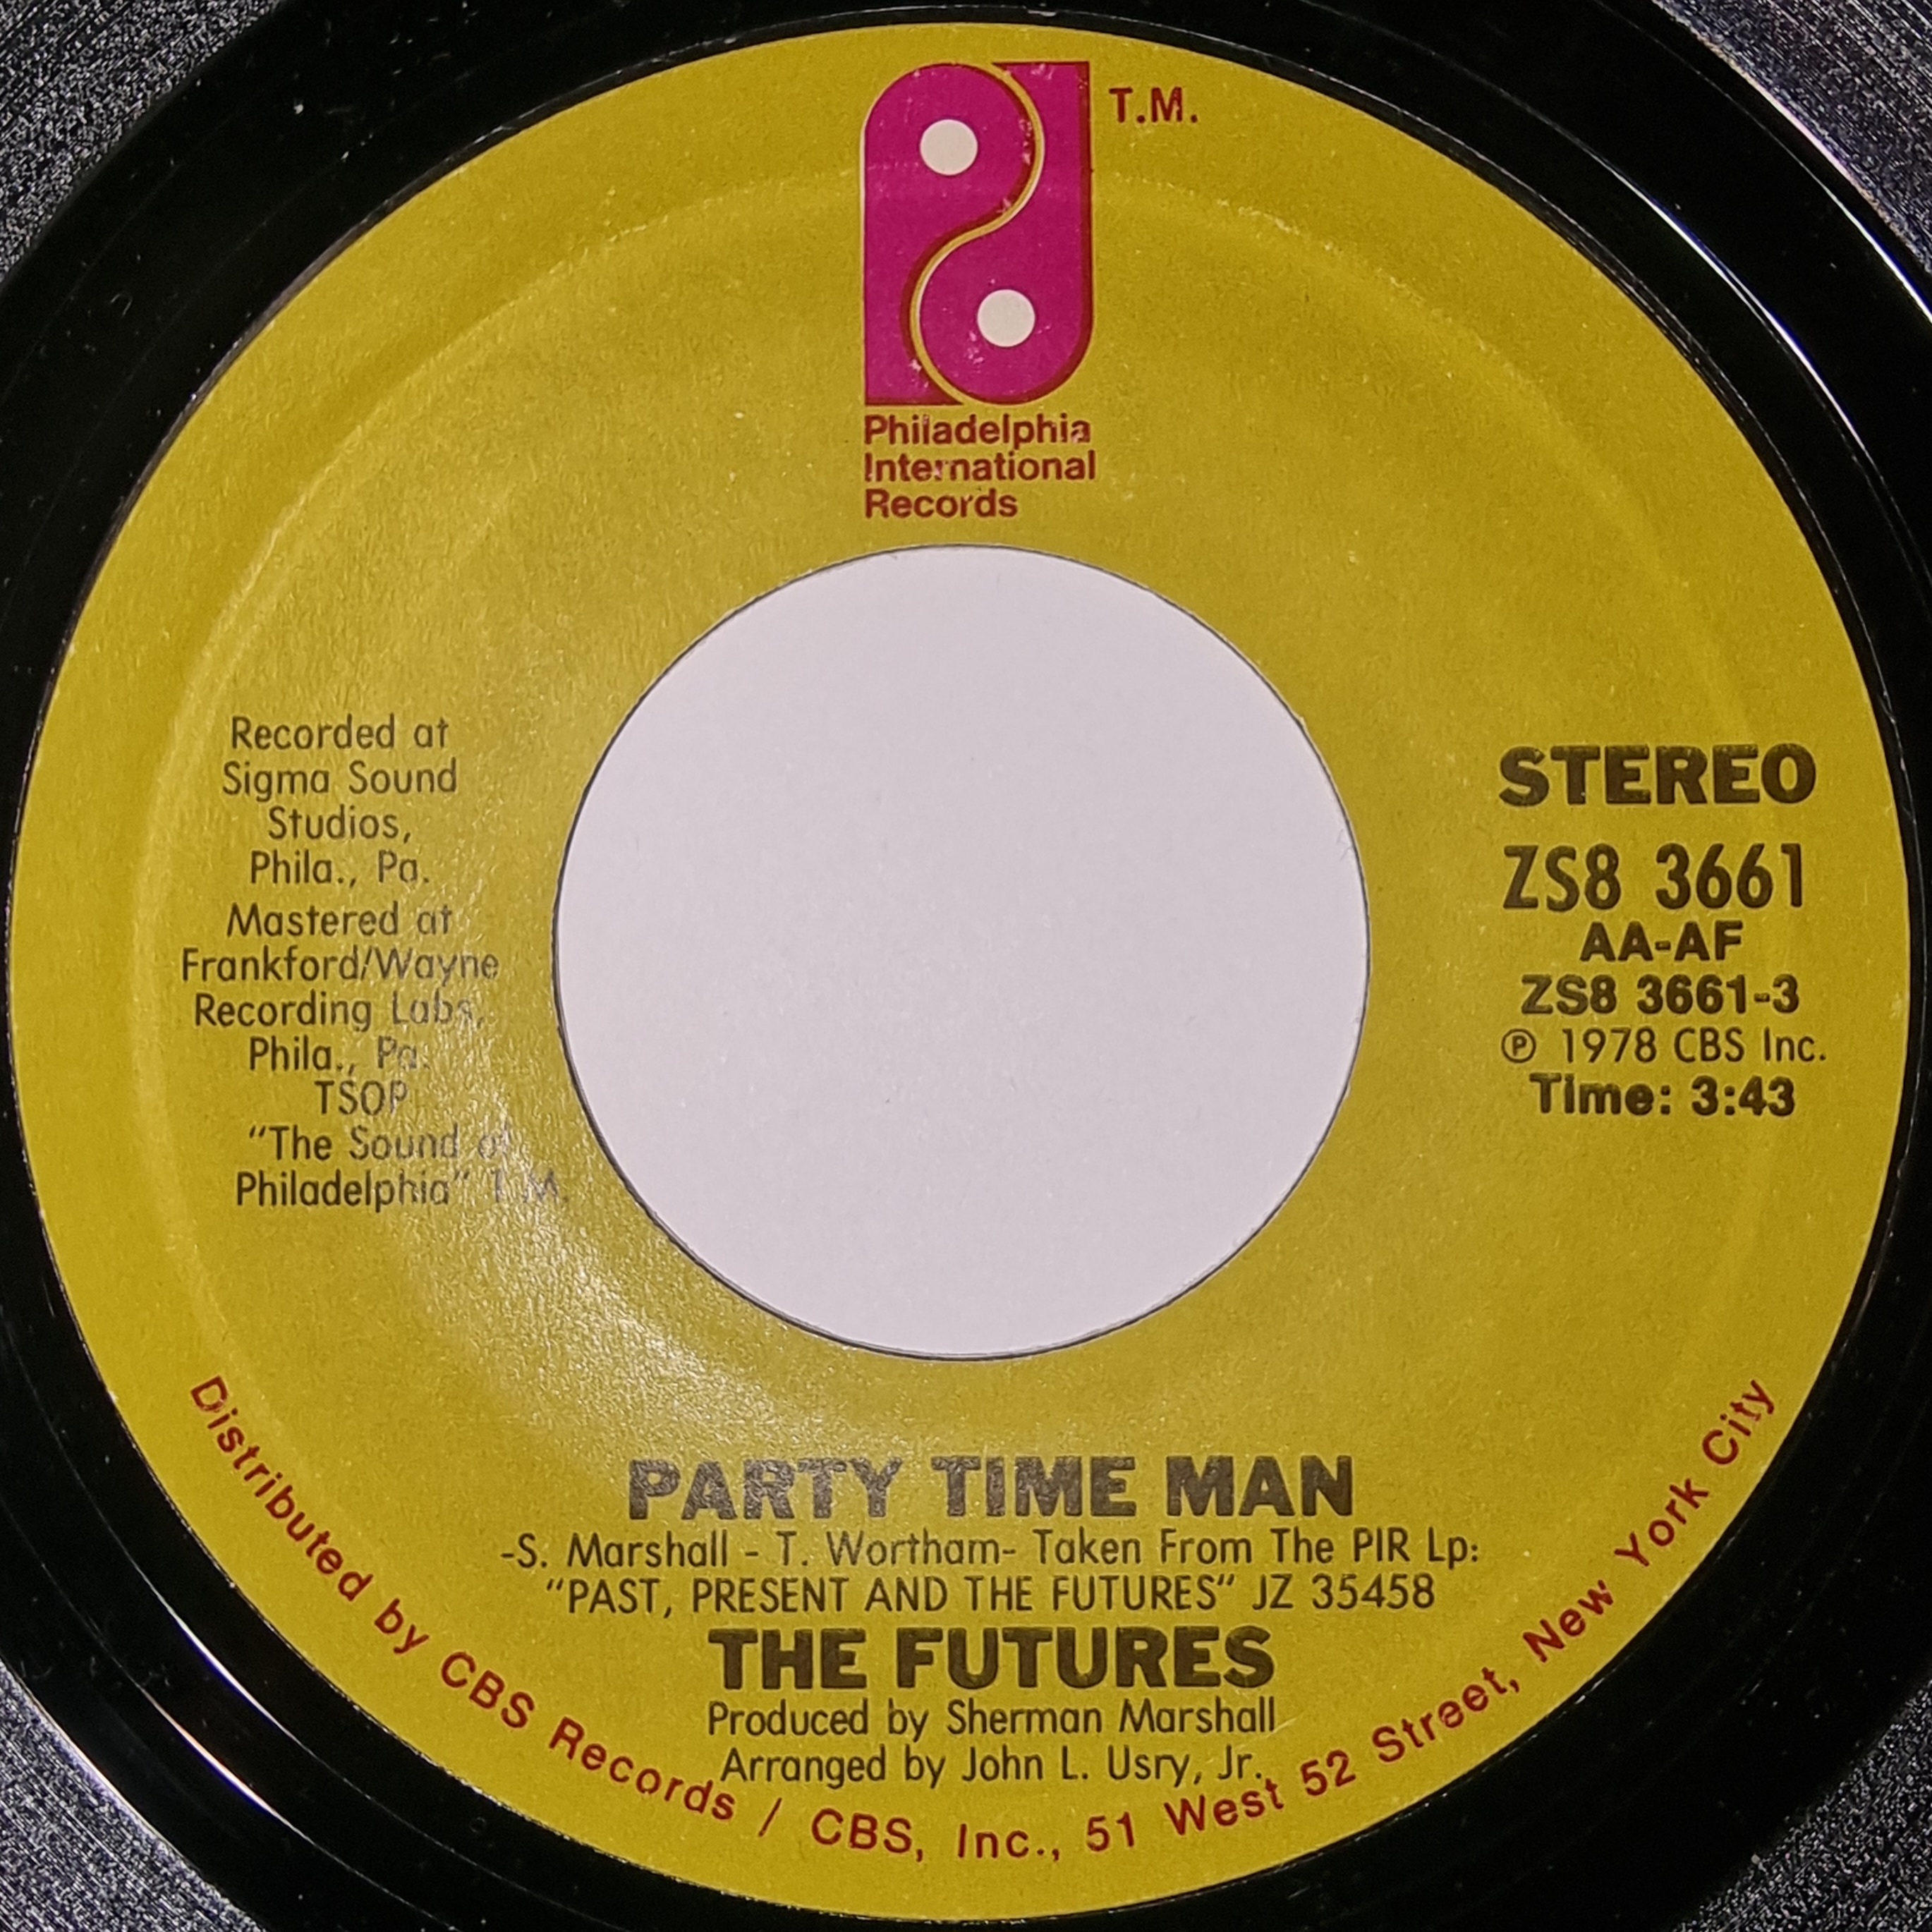 T.M.
Philadelphia
International
Records
Recorded at
Sigma Sound
Studios,
Phila., Pa.
Mastered at
Frankford/Wayne
Recording Labs,
Phila., Pa.
TSOP
"The Sound of
Philadelphia" T.M.
STEREO
ZS8 3661
AA-AF
ZS8 3661-3
℗ 1978 CBS Inc.
Time: 3:43
PARTY TIME MAN
-S. Marshall - T. Wortham- Taken From The PIR Lp:
"PAST, PRESENT AND THE FUTURES" JZ 35458
THE FUTURES
Produced by Sherman Marshall
Arranged by John L. Usry, Jr.
Distributed by CBS Records / CBS, Inc., 51 West 52 Street, New York City